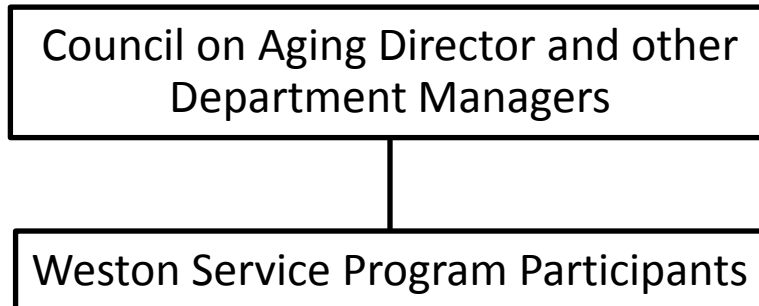 Council on Aging Director and other
Department Managers
Weston Service Program Participants